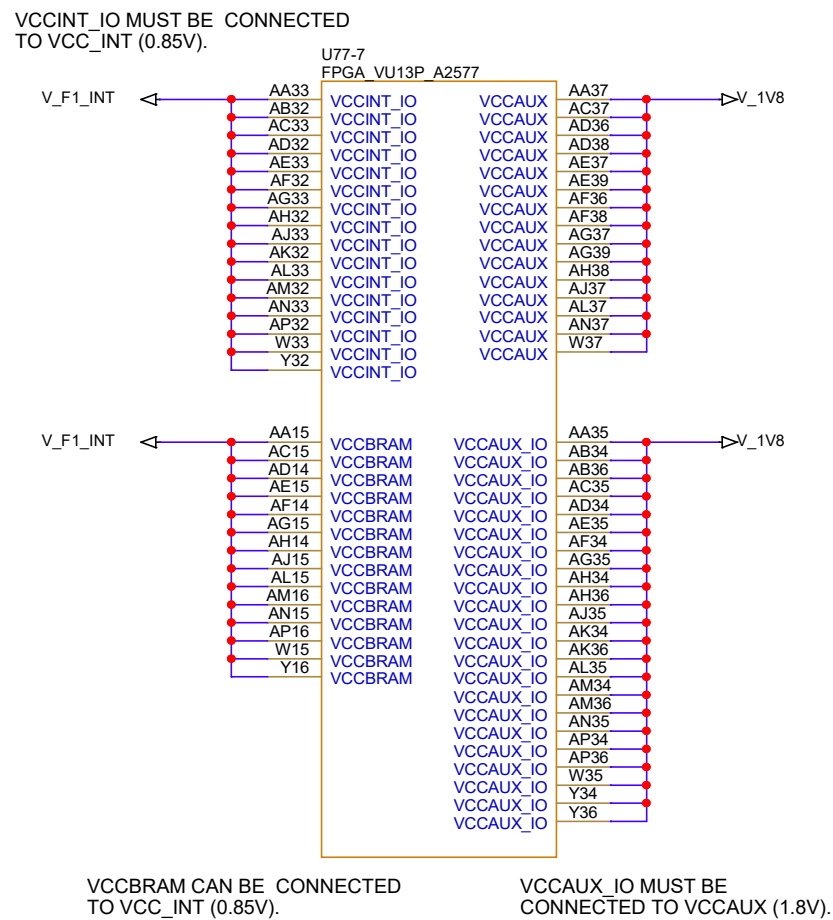 VCCINT_IO MUST BE CONNECTED
TO VCC_INT (0.85V).
U77-7
FPGA_VU13P_A2577
V_F1_INT
AA33 VCCINT_IO
AB32 VCCINT_IO
AC33 VCCINT_IO
AD32 VCCINT_IO
AE33 VCCINT_IO
AF32 VCCINT_IO
AG33 VCCINT_IO
AH32 VCCINT_IO
AJ33 VCCINT_IO
AK32 VCCINT_IO
AL33 VCCINT_IO
AM32 VCCINT_IO
AN33 VCCINT_IO
AP32 VCCINT_IO
W33 VCCINT_IO
Y32 VCCINT_IO
VCCAUX AA37
VCCAUX AC37
VCCAUX AD36
VCCAUX AD38
VCCAUX AE37
VCCAUX AE39
VCCAUX AF36
VCCAUX AF38
VCCAUX AG37
VCCAUX AG39
VCCAUX AH38
VCCAUX AJ37
VCCAUX AL37
VCCAUX AN37
VCCAUX W37
V_1V8
V_F1_INT
AA15 VCCBRAM
AC15 VCCBRAM
AD14 VCCBRAM
AE15 VCCBRAM
AF14 VCCBRAM
AG15 VCCBRAM
AH14 VCCBRAM
AJ15 VCCBRAM
AL15 VCCBRAM
AM16 VCCBRAM
AN15 VCCBRAM
AP16 VCCBRAM
W15 VCCBRAM
Y16 VCCBRAM
VCCAUX_IO AA35
VCCAUX_IO AB34
VCCAUX_IO AB36
VCCAUX_IO AC35
VCCAUX_IO AD34
VCCAUX_IO AE35
VCCAUX_IO AF34
VCCAUX_IO AG35
VCCAUX_IO AH34
VCCAUX_IO AH36
VCCAUX_IO AJ35
VCCAUX_IO AK34
VCCAUX_IO AK36
VCCAUX_IO AL35
VCCAUX_IO AM34
VCCAUX_IO AM36
VCCAUX_IO AN35
VCCAUX_IO AP34
VCCAUX_IO AP36
VCCAUX_IO W35
VCCAUX_IO Y34
VCCAUX_IO Y36
V_1V8
VCCBRAM CAN BE CONNECTED
TO VCC_INT (0.85V).
VCCAUX_IO MUST BE
CONNECTED TO VCCAUX (1.8V).